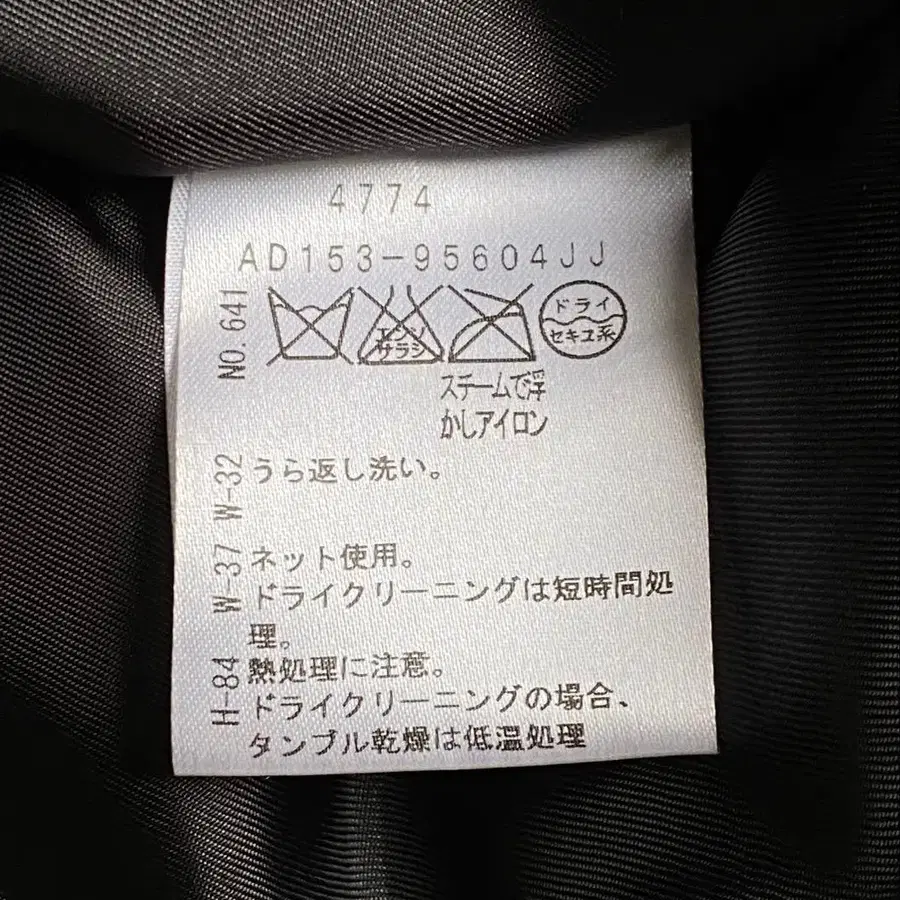 4774
AD153-95604JJ
NO.641
エンソ
サラシ
ドライ
セキユ系
スチームで浮
かしアイロン
W-32
うら返し洗い。
W-37
ネット使用。
ドライクリーニングは短時間処
理。
H-84
熱処理に注意。
ドライクリーニングの場合、
タンブル乾燥は低温処理